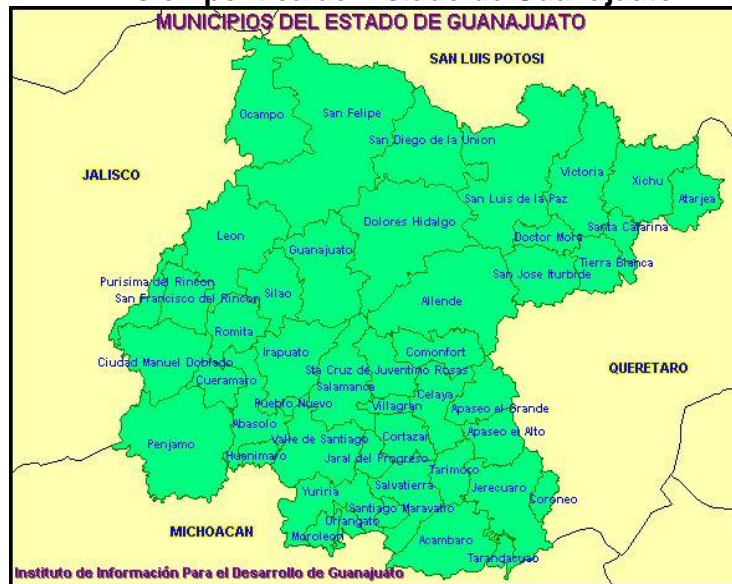 MUNICIPIOS DEL ESTADO DE GUANAJUATO
SAN LUIS POTOSI
Ocampo
San Felipe
San Diego de la Union
JALISCO
Victoria
Xichu
San Luis de la Paz
Atarjea
Dolores Hidalgo
Santa Catarina
Leon
Guanajuato
Doctor Mora
Tierra Blanca
San Jose Iturbide
Purisima del Rincon
Silao
San Francisco del Rincon
Allende
Romita
Irapuato
Comonfort
Ciudad Manuel Doblado
Sta Cruz de Juventino Rosas
QUERETARO
Cueramaro
Salamanca
Celaya
Pueblo Nuevo
Villagran
Apaseo el Grande
Abasolo
Apaseo el Alto
Penjamo
Valle de Santiago
Cortazar
Huanimaro
Jaral del Progreso
Tarimoro
Salvatierra
Jerecuaro
Yuriria
Coroneo
Santiago Maravatio
Uriangato
MICHOACAN
Moroleon
Acambaro
Tarandacuao
Instituto de Información Para el Desarrollo de Guanajuato